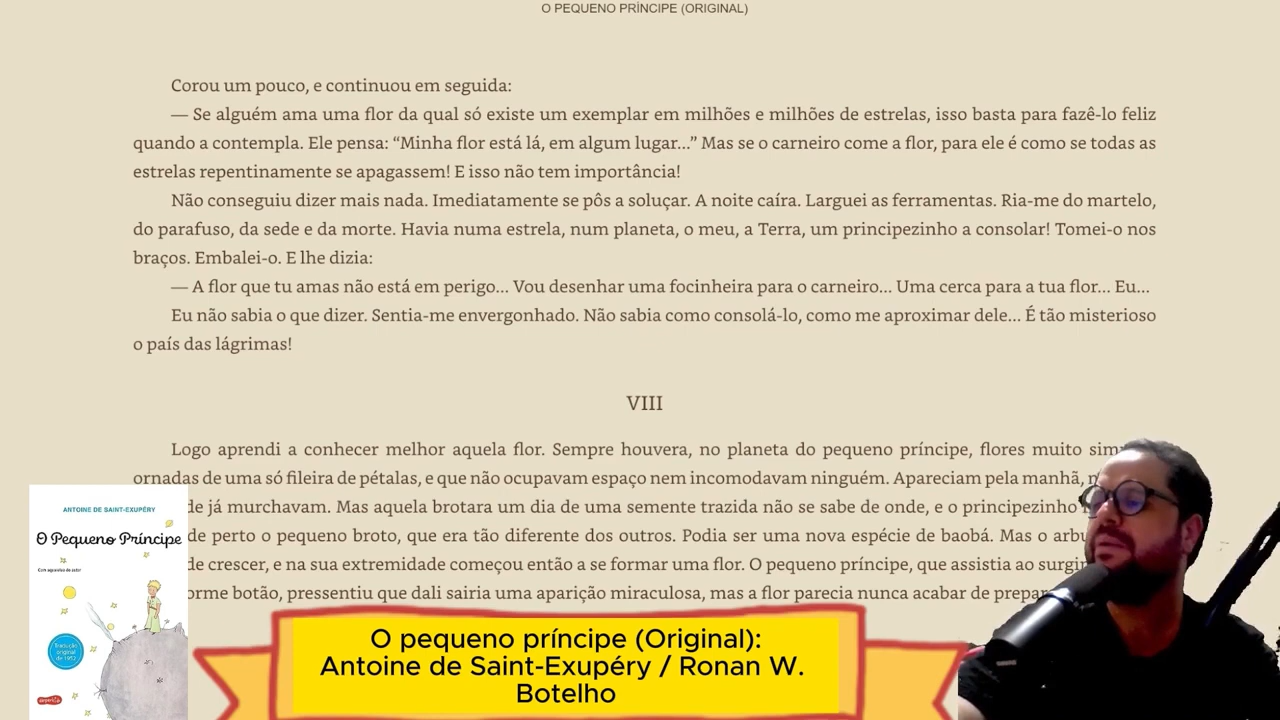 O PEQUENO PRÍNCIPE (ORIGINAL)
Corou um pouco, e continuou em seguida:
— Se alguém ama uma flor da qual só existe um exemplar em milhões e milhões de estrelas, isso basta para fazê-lo feliz
quando a contempla. Ele pensa: “Minha flor está lá, em algum lugar...” Mas se o carneiro come a flor, para ele é como se todas as
estrelas repentinamente se apagassem! E isso não tem importância!
Não conseguiu dizer mais nada. Imediatamente se pôs a soluçar. A noite caíra. Larguei as ferramentas. Ria-me do martelo,
do parafuso, da sede e da morte. Havia numa estrela, num planeta, o meu, a Terra, um principezinho a consolar! Tomei-o nos
braços. Embalei-o. E lhe dizia:
— A flor que tu amas não está em perigo... Vou desenhar uma focinheira para o carneiro... Uma cerca para a tua flor... Eu...
Eu não sabia o que dizer. Sentia-me envergonhado. Não sabia como consolá-lo, como me aproximar dele... É tão misterioso
o país das lágrimas!
VIII
Logo aprendi a conhecer melhor aquela flor. Sempre houvera, no planeta do pequeno príncipe, flores muito
ornadas de uma só fileira de pétalas, e que não ocupavam espaço nem incomodavam ninguém. Apareciam pela manhã,
de já murchavam. Mas aquela brotara um dia de uma semente trazida não se sabe de onde, e o principezinho
de perto o pequeno broto, que era tão diferente dos outros. Podia ser uma nova espécie de baobá. Mas o
de crescer, e na sua extremidade começou então a se formar uma flor. O pequeno príncipe, que assistia ao
botão, pressentiu que dali sairia uma aparição miraculosa, mas a flor parecia nunca acabar de
ANTOINE DE SAINT-EXUPÉRY
O Pequeno Príncipe
Com aquarelas do autor
Tradução
original
de 1952
O pequeno príncipe (Original):
Antoine de Saint-Exupéry / Ronan W.
Botelho